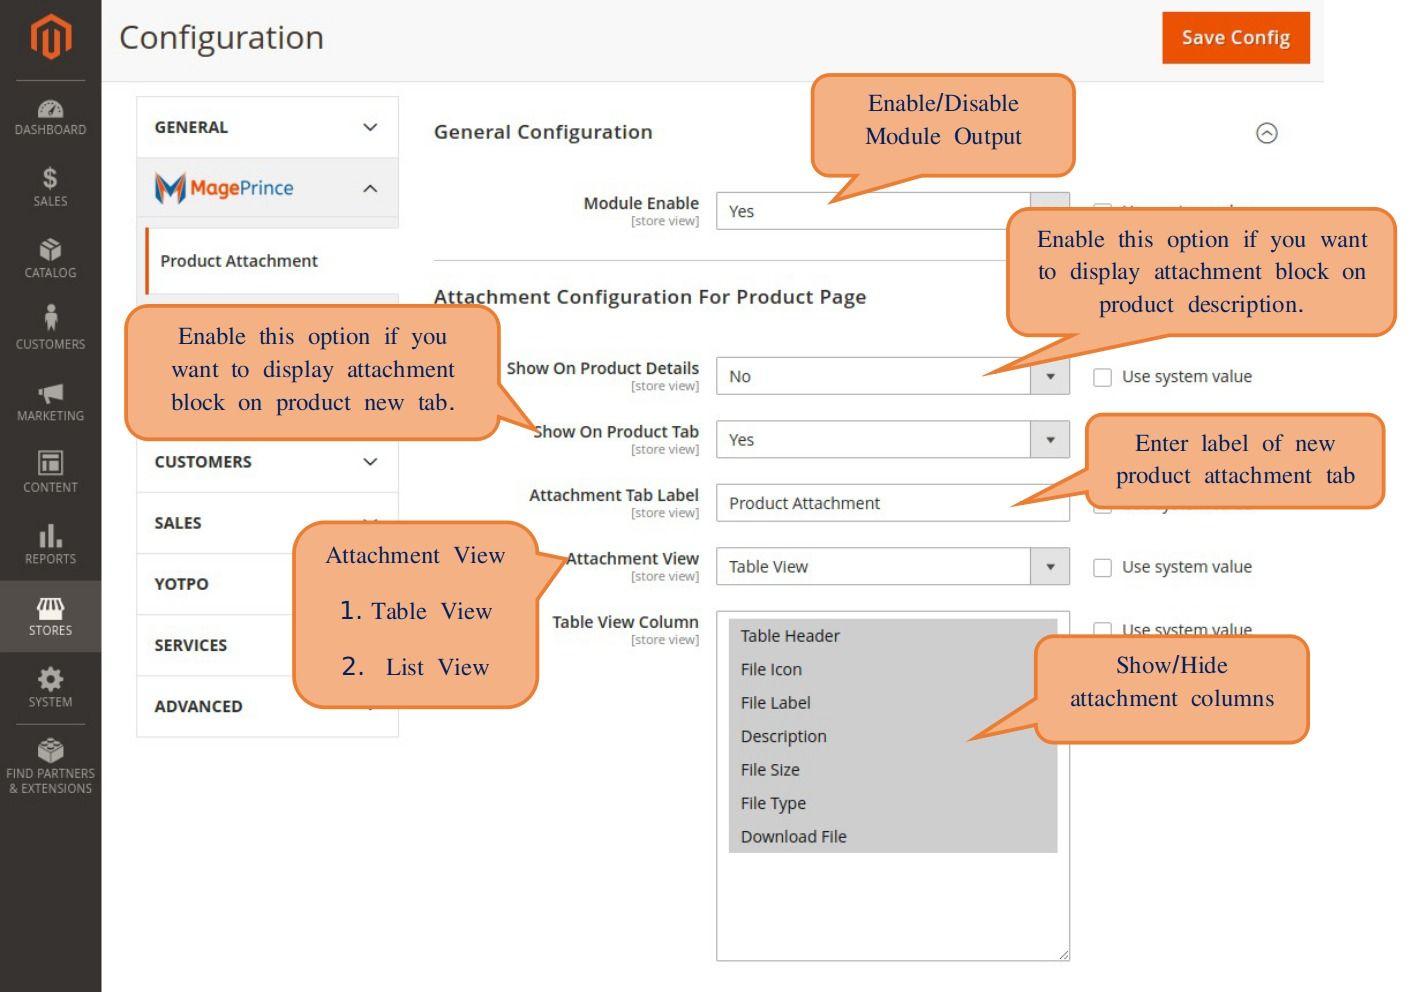 Configuration
Save Config
DASHBOARD
SALES
CATALOG
CUSTOMERS
MARKETING
CONTENT
REPORTS
STORES
SYSTEM
FIND PARTNERS
& EXTENSIONS
GENERAL
MagePrince
Product Attachment
CUSTOMERS
SALES
YOTPO
SERVICES
ADVANCED
General Configuration
Enable/Disable
Module Output
Module Enable
[store view]
Yes
Attachment Configuration For Product Page
Enable this option if you want
to display attachment block on
product description.
Enable this option if you
want to display attachment
block on product new tab.
Show On Product Details
[store view]
No
Use system value
Show On Product Tab
[store view]
Yes
Enter label of new
product attachment tab
Attachment Tab Label
[store view]
Product Attachment
Attachment View
1. Table View
2. List View
Attachment View
[store view]
Table View
Use system value
Table View Column
[store view]
Table Header
File Icon
File Label
Description
File Size
File Type
Download File
Use system value
Show/Hide
attachment columns